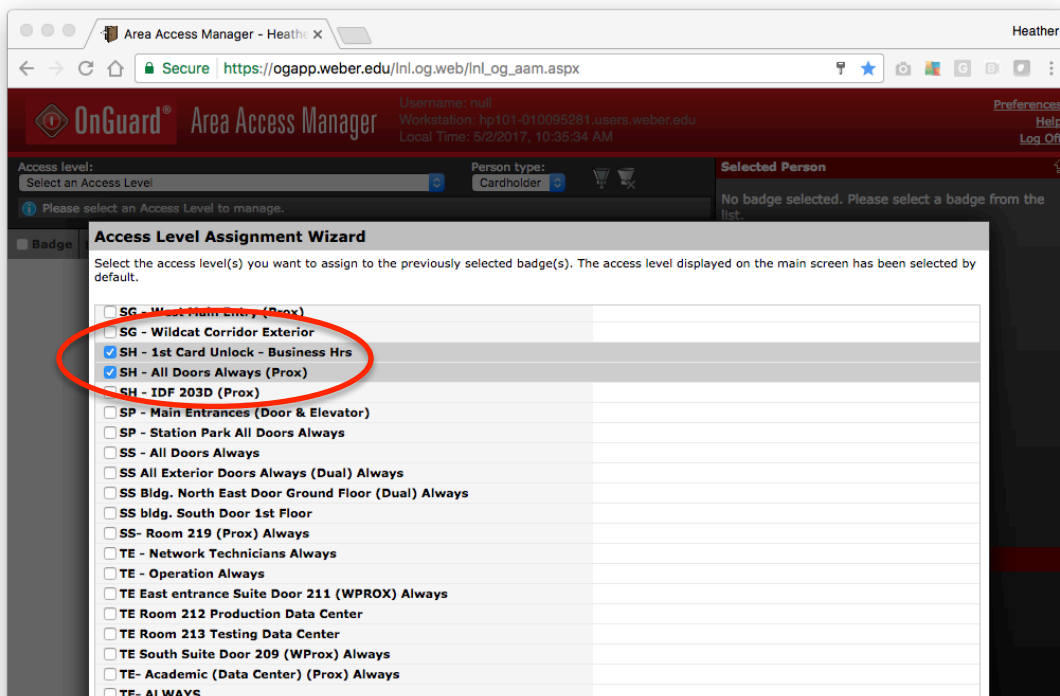 Area Access Manager - Heathe
Heather
Secure https://ogapp.weber.edu/lnl.og.web/lnl_og_aam.aspx
OnGuard® Area Access Manager
Username: null
Workstation: hp101-010095281.users.weber.edu
Local Time: 5/2/2017, 10:35:34 AM
Preferences
Help
Log Off
Access level:
Select an Access Level
Person type:
Cardholder
Please select an Access Level to manage.
Selected Person
No badge selected. Please select a badge from the
list.
Badge
Access Level Assignment Wizard
Select the access level(s) you want to assign to the previously selected badge(s). The access level displayed on the main screen has been selected by
default.
SG - West Main Entry (Prox)
SG - Wildcat Corridor Exterior
SH - 1st Card Unlock - Business Hrs
SH - All Doors Always (Prox)
SH - IDF 203D (Prox)
SP - Main Entrances (Door & Elevator)
SP - Station Park All Doors Always
SS - All Doors Always
SS All Exterior Doors Always (Dual) Always
SS Bldg. North East Door Ground Floor (Dual) Always
SS bldg. South Door 1st Floor
SS- Room 219 (Prox) Always
TE - Network Technicians Always
TE - Operation Always
TE East entrance Suite Door 211 (WPROX) Always
TE Room 212 Production Data Center
TE Room 213 Testing Data Center
TE South Suite Door 209 (WProx) Always
TE- Academic (Data Center) (Prox) Always
TE- ALWAYS